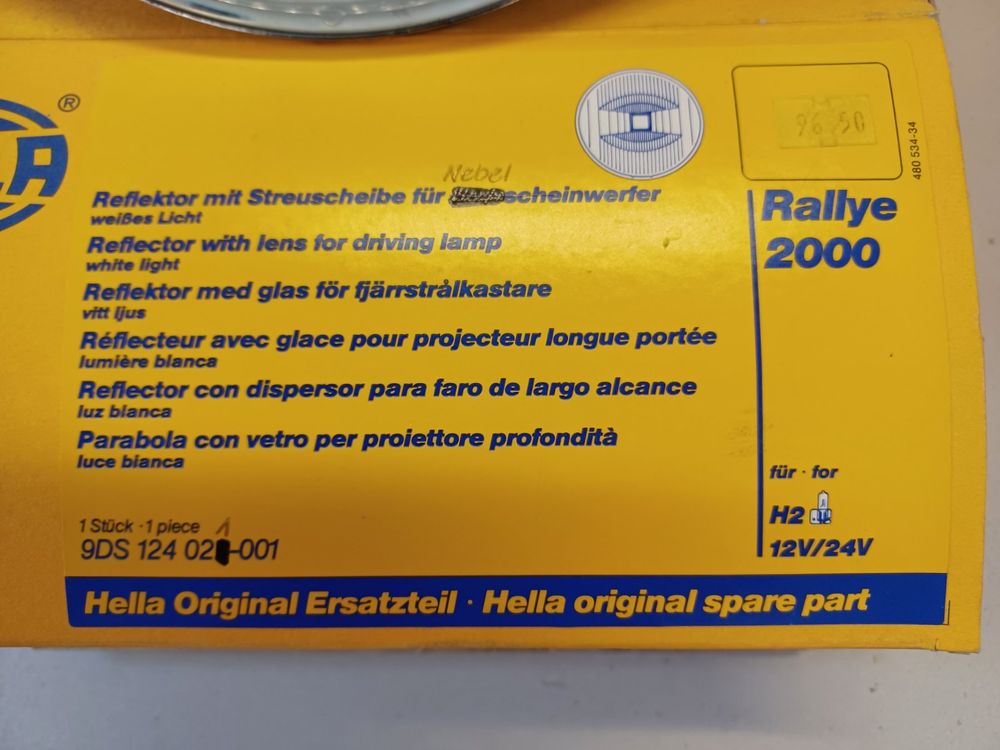 ®
LA
96 50
480 534-34
Nebel
Reflektor mit Streuscheibe für scheinwerfer
weißes Licht
Reflector with lens for driving lamp
white light
Reflektor med glas för fjärrstrålkastare
vitt ljus
Réflecteur avec glace pour projecteur longue portée
lumière blanca
Reflector con dispersor para faro de largo alcance
luz blanca
Parabola con vetro per proiettore profondità
luce bianca
Rallye
2000
für · for
H2
12V/24V
1 Stück · 1 piece
1
9DS 124 02 -001
Hella Original Ersatzteil · Hella original spare part